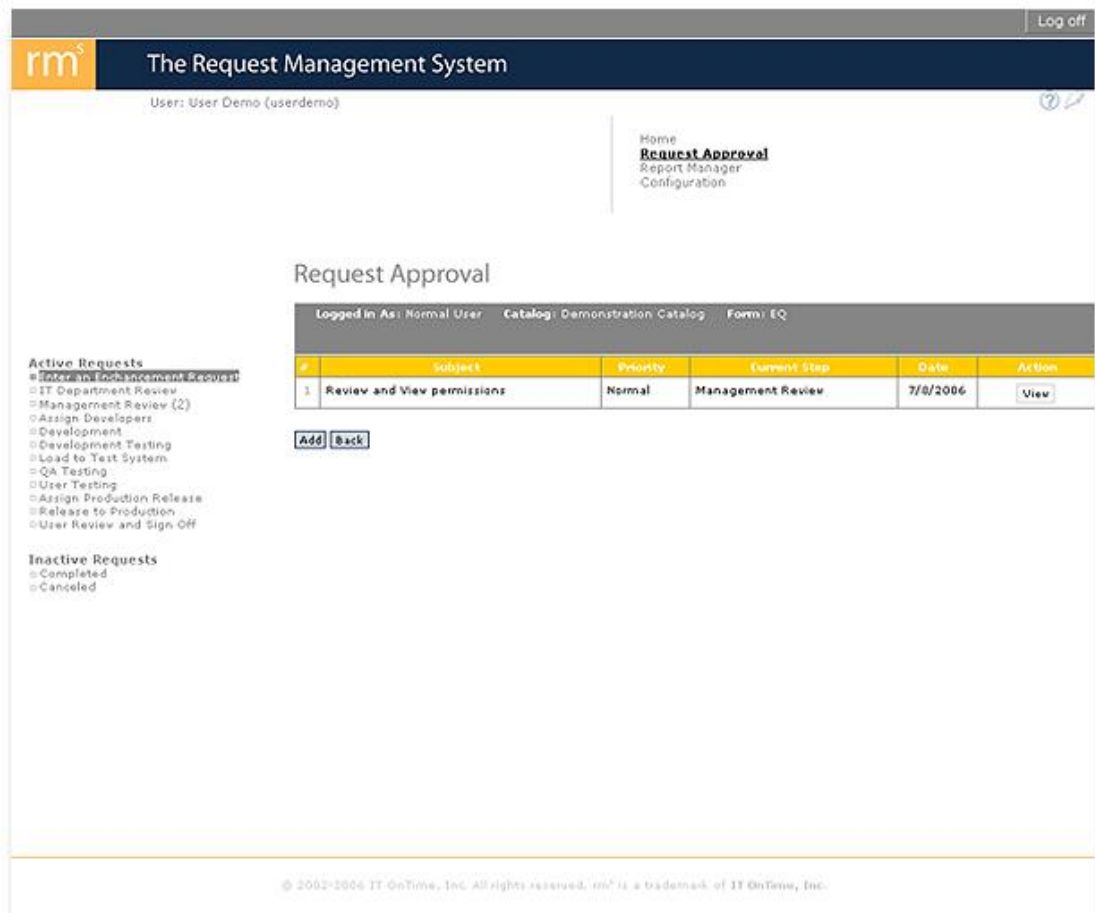 Log off
rmˢ The Request Management System
User: User Demo (userdemo)
Home
Request Approval
Report Manager
Configuration
Request Approval
Logged in As: Normal User Catalog: Demonstration Catalog Form: EQ
# Subject Priority Current Step Date Action
1 Review and View permissions Normal Management Review 7/8/2006 View
Add Back
Active Requests
Enter an Enchancement Request
IT Department Review
Management Review (2)
Assign Developers
Development
Development Testing
Load to Test System
QA Testing
User Testing
Assign Production Release
Release to Production
User Review and Sign Off
Inactive Requests
Completed
Canceled
© 2002-2006 IT OnTime, Inc. All rights reserved. rmˢ is a trademark of IT OnTime, Inc.